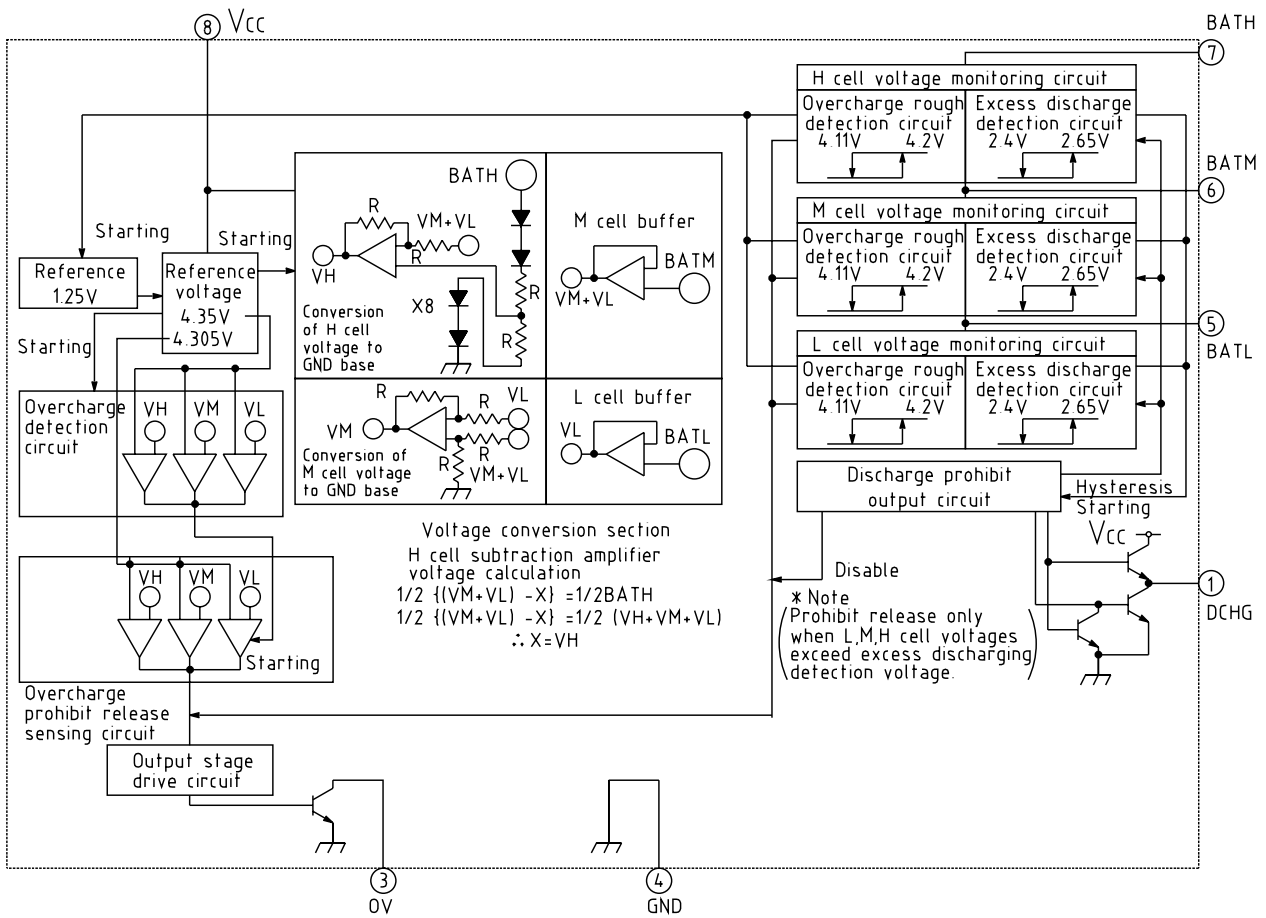 8 VCC
BATH
7
H cell voltage monitoring circuit
Overcharge rough
detection circuit
4.11V 4.2V
Excess discharge
detection circuit
2.4V 2.65V
BATM
6
M cell voltage monitoring circuit
Overcharge rough
detection circuit
4.11V 4.2V
Excess discharge
detection circuit
2.4V 2.65V
5
BATL
L cell voltage monitoring circuit
Overcharge rough
detection circuit
4.11V 4.2V
Excess discharge
detection circuit
2.4V 2.65V
Starting
Starting
Reference
1.25V
Reference
voltage
4.35V
4.305V
Starting
BATH
R
VM+VL
R
VH
X8
R
R
Conversion
of H cell
voltage to
GND base
M cell buffer
BATM
VM+VL
R
R
VL
VM
R
R
VM+VL
Conversion of
M cell voltage
to GND base
L cell buffer
VL
BATL
Overcharge
detection
circuit
VH
VM
VL
Voltage conversion section
H cell subtraction amplifier
voltage calculation
1/2 {(VM+VL) -X} =1/2BATH
1/2 {(VM+VL) -X} =1/2 (VH+VM+VL)
∴ X=VH
Discharge prohibit
output circuit
Hysteresis
Starting
VCC
Disable
* Note
(Prohibit release only
when L,M,H cell voltages
exceed excess discharging
detection voltage.)
1
DCHG
VH
VM
VL
Starting
Overcharge
prohibit release
sensing circuit
Output stage
drive circuit
3
OV
4
GND